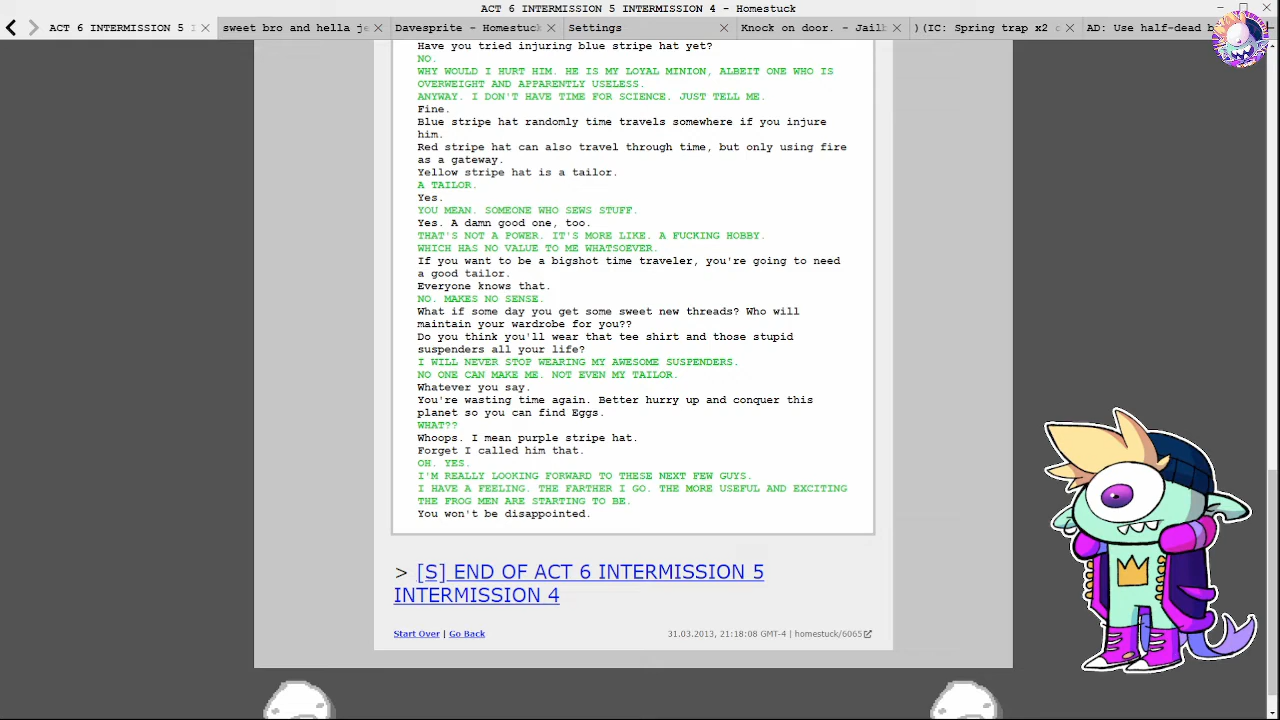 ACT 6 INTERMISSION 5 INTERMISSION 4 - Homestuck
ACT 6 INTERMISSION 5 I
sweet bro and hella je
Davesprite - Homestuc
Settings
Knock on door. - Jaill
)(IC: Spring trap x2 c
AD: Use half-dead
Have you tried injuring blue stripe hat yet?
NO.
WHY WOULD I HURT HIM. HE IS MY LOYAL MINION, ALBEIT ONE WHO IS
OVERWEIGHT AND APPARENTLY USELESS.
ANYWAY. I DON'T HAVE TIME FOR SCIENCE. JUST TELL ME.
Fine.
Blue stripe hat randomly time travels somewhere if you injure
him.
Red stripe hat can also travel through time, but only using fire
as a gateway.
Yellow stripe hat is a tailor.
A TAILOR.
Yes.
YOU MEAN. SOMEONE WHO SEWS STUFF.
Yes. A damn good one, too.
THAT'S NOT A POWER. IT'S MORE LIKE. A FUCKING HOBBY.
WHICH HAS NO VALUE TO ME WHATSOEVER.
If you want to be a bigshot time traveler, you're going to need
a good tailor.
Everyone knows that.
NO. MAKES NO SENSE.
What if some day you get some sweet new threads? Who will
maintain your wardrobe for you??
Do you think you'll wear that tee shirt and those stupid
suspenders all your life?
I WILL NEVER STOP WEARING MY AWESOME SUSPENDERS.
NO ONE CAN MAKE ME. NOT EVEN MY TAILOR.
Whatever you say.
You're wasting time again. Better hurry up and conquer this
planet so you can find Eggs.
WHAT??
Whoops. I mean purple stripe hat.
Forget I called him that.
OH. YES.
I'M REALLY LOOKING FORWARD TO THESE NEXT FEW GUYS.
I HAVE A FEELING. THE FARTHER I GO. THE MORE USEFUL AND EXCITING
THE FROG MEN ARE STARTING TO BE.
You won't be disappointed.
> [S] END OF ACT 6 INTERMISSION 5
INTERMISSION 4
Start Over | Go Back
31.03.2013, 21:18:08 GMT-4 | homestuck/6065